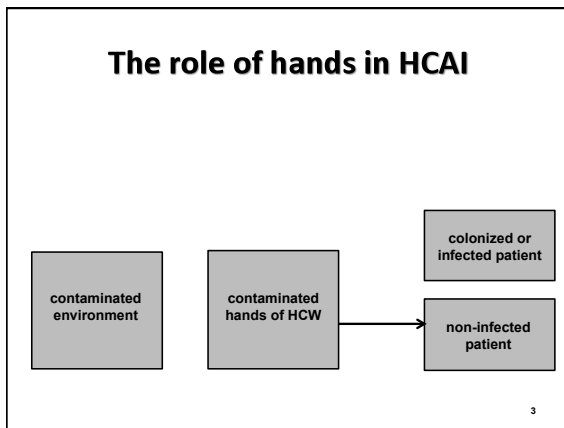 The role of hands in HCAI
contaminated
environment
contaminated
hands of HCW
colonized or
infected patient
non-infected
patient
3